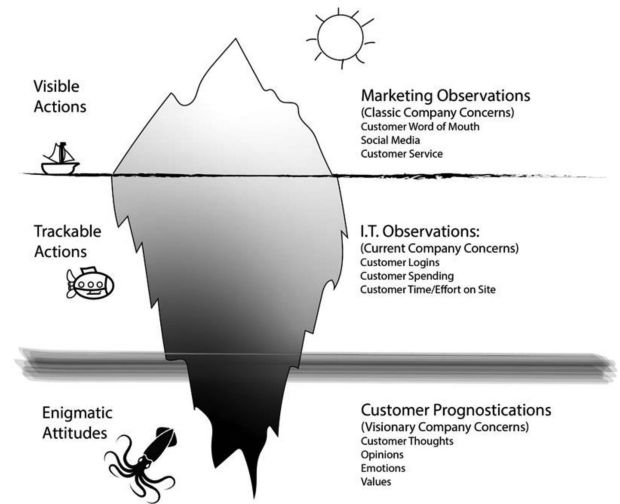 Visible
Actions
Marketing Observations
(Classic Company Concerns)
Customer Word of Mouth
Social Media
Customer Service
Trackable
Actions
I.T. Observations:
(Current Company Concerns)
Customer Logins
Customer Spending
Customer Time/Effort on Site
Enigmatic
Attitudes
Customer Prognostications
(Visionary Company Concerns)
Customer Thoughts
Opinions
Emotions
Values